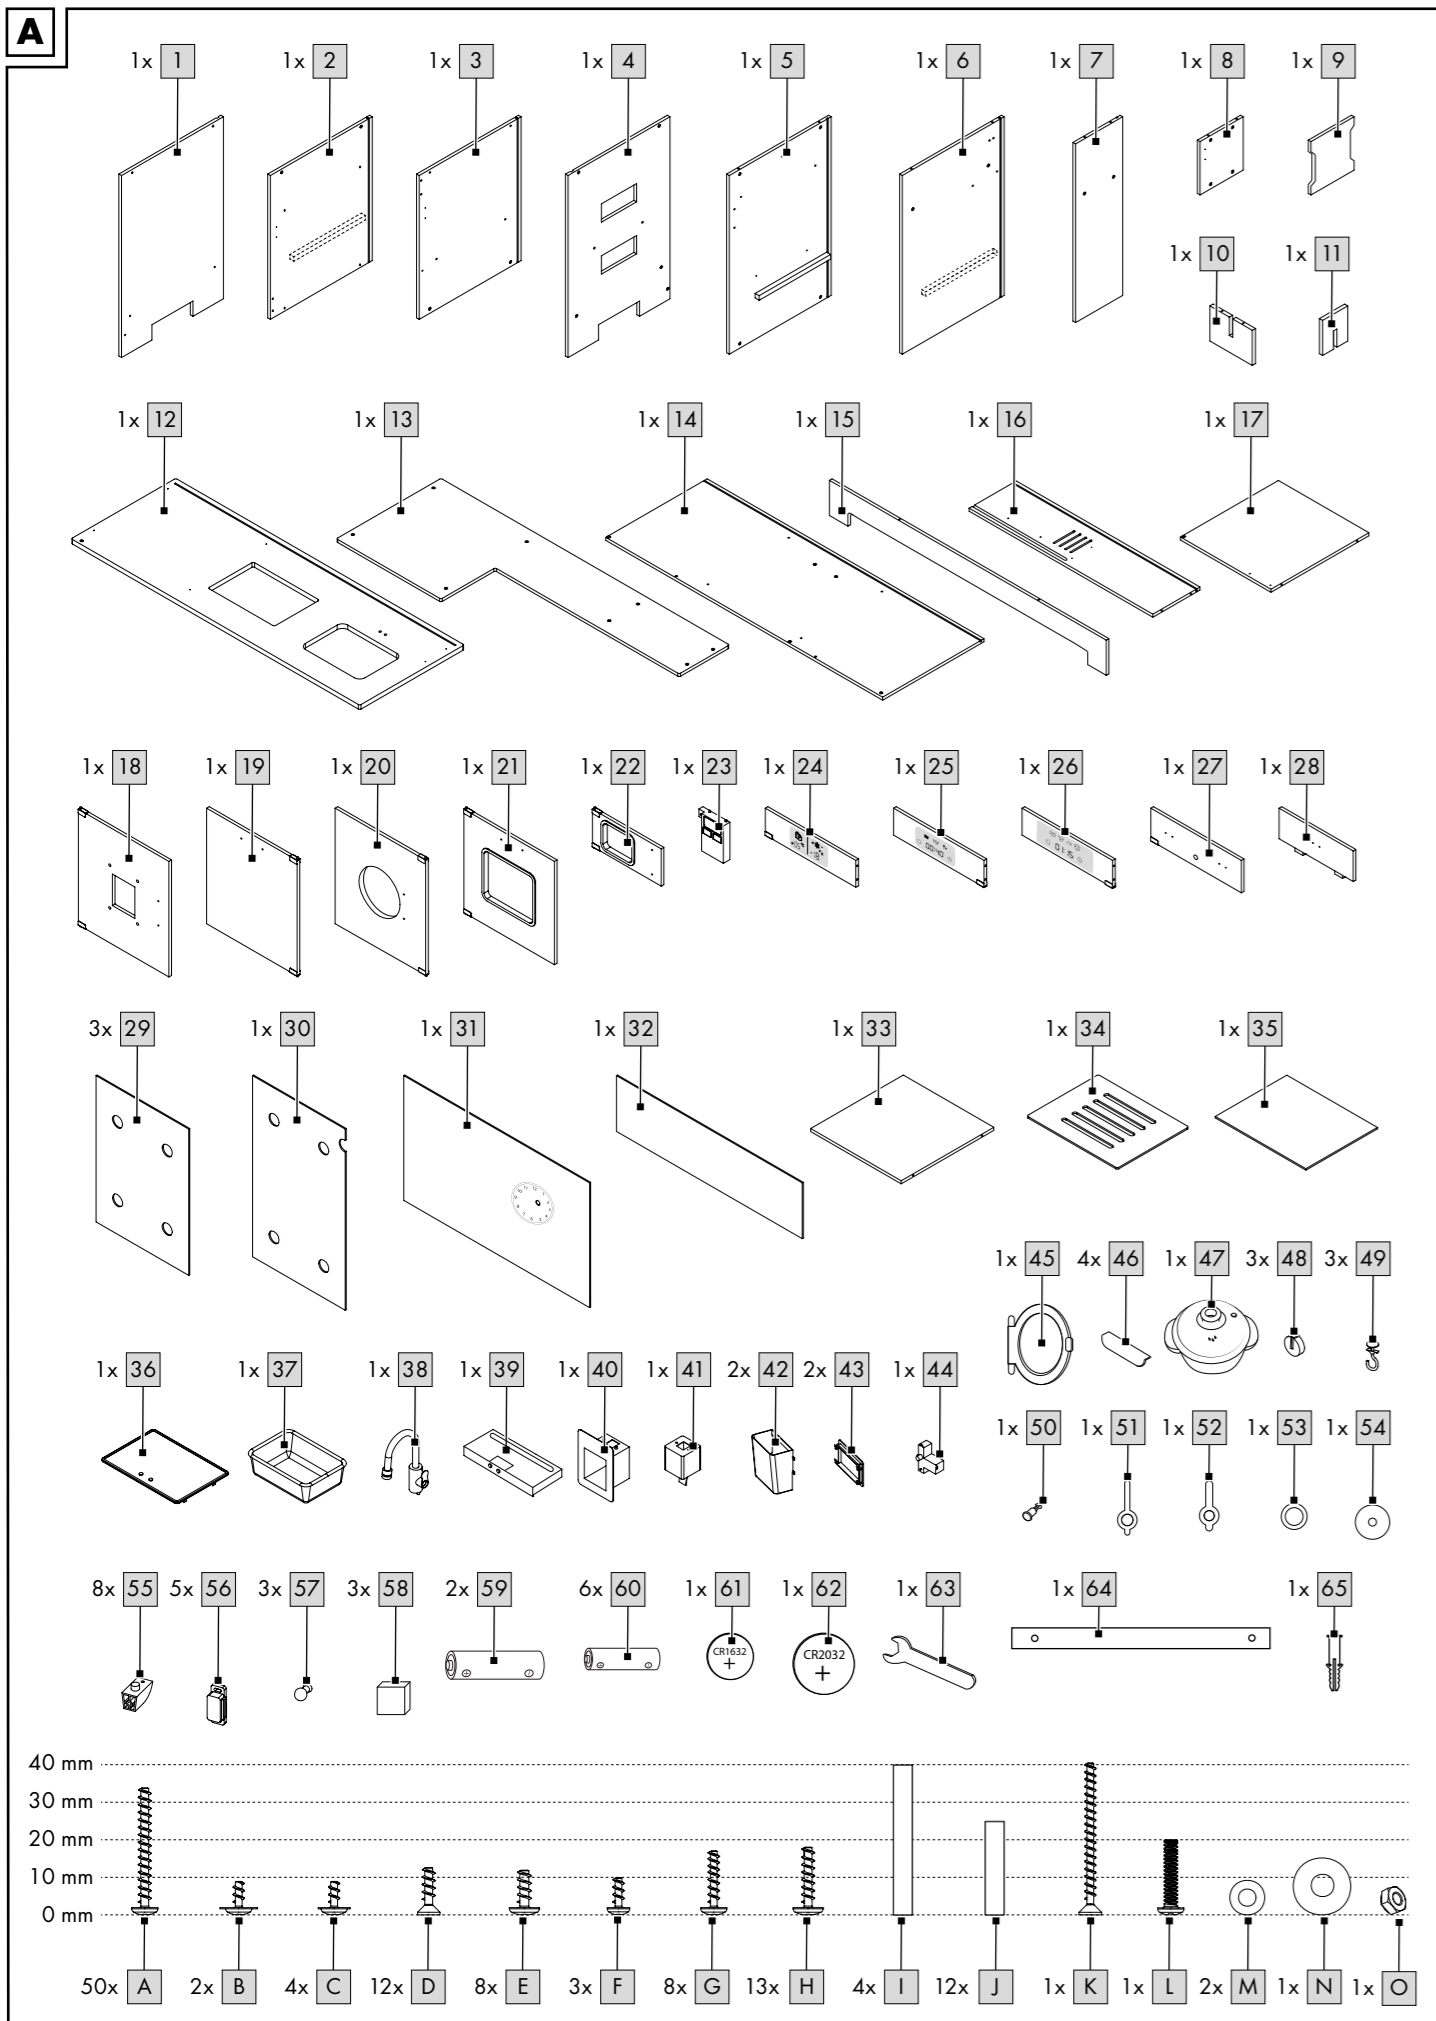 A
1x 1 1x 2 1x 3 1x 4 1x 5 1x 6 1x 7 1x 8 1x 9
1x 10 1x 11
1x 12 1x 13 1x 14 1x 15 1x 16 1x 17
1x 18 1x 19 1x 20 1x 21 1x 22 1x 23 1x 24 1x 25 1x 26 1x 27 1x 28
00:40 01:15
3x 29 1x 30 1x 31 1x 32 1x 33 1x 34 1x 35
1x 45 4x 46 1x 47 3x 48 3x 49
1x 36 1x 37 1x 38 1x 39 1x 40 1x 41 2x 42 2x 43 1x 44
1x 50 1x 51 1x 52 1x 53 1x 54
8x 55 5x 56 3x 57 3x 58 2x 59 6x 60 1x 61 1x 62 1x 63 1x 64 1x 65
CR1632 + CR2032 +
40 mm
30 mm
20 mm
10 mm
0 mm
50x A 2x B 4x C 12x D 8x E 3x F 8x G 13x H 4x I 12x J 1x K 1x L 2x M 1x N 1x O